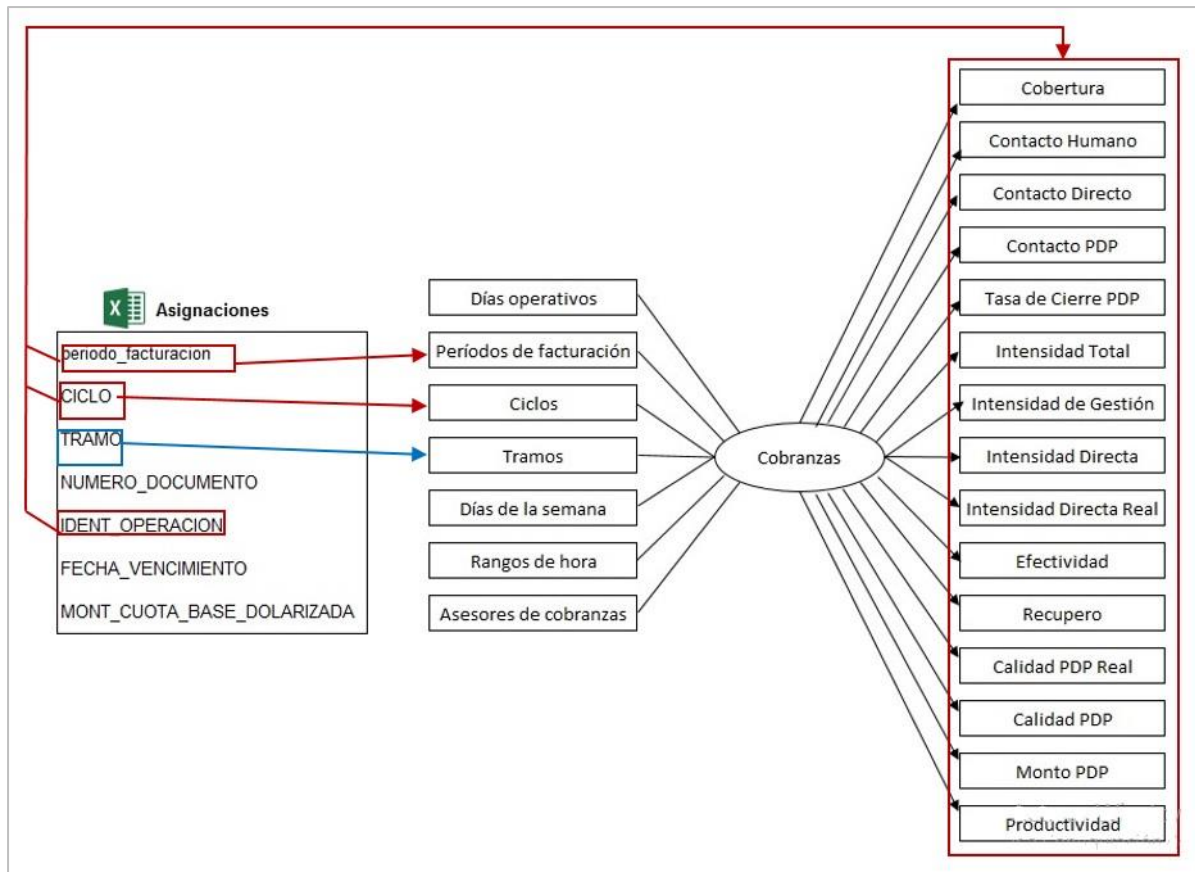 Asignaciones
periodo_facturacion
CICLO
TRAMO
NUMERO_DOCUMENTO
IDENT_OPERACION
FECHA_VENCIMIENTO
MONT_CUOTA_BASE_DOLARIZADA
Días operativos
Períodos de facturación
Ciclos
Tramos
Días de la semana
Rangos de hora
Asesores de cobranzas
Cobranzas
Cobertura
Contacto Humano
Contacto Directo
Contacto PDP
Tasa de Cierre PDP
Intensidad Total
Intensidad de Gestión
Intensidad Directa
Intensidad Directa Real
Efectividad
Recupero
Calidad PDP Real
Calidad PDP
Monto PDP
Productividad